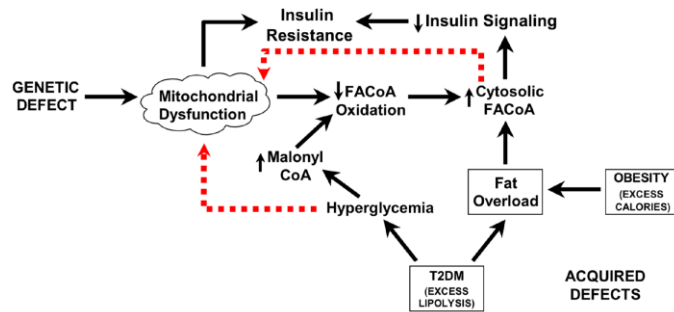 Insulin
Resistance
↓ Insulin Signaling
GENETIC
DEFECT
Mitochondrial
Dysfunction
↓ FACoA
Oxidation
↑ Cytosolic
FACoA
↑ Malonyl
CoA
Hyperglycemia
Fat
Overload
OBESITY
(EXCESS
CALORIES)
T2DM
(EXCESS
LIPOLYSIS)
ACQUIRED
DEFECTS